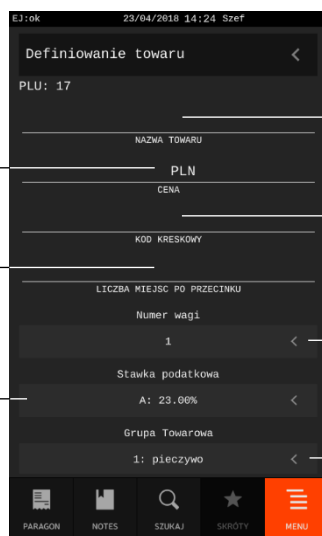 EJ:ok 23/04/2018 14:24 Szef
Definiowanie towaru
PLU: 17
NAZWA TOWARU
PLN
CENA
KOD KRESKOWY
LICZBA MIEJSC PO PRZECINKU
Numer wagi
1
Stawka podatkowa
A: 23.00%
Grupa Towarowa
1: pieczywo
PARAGON NOTES SZUKAJ SKRÓTY MENU